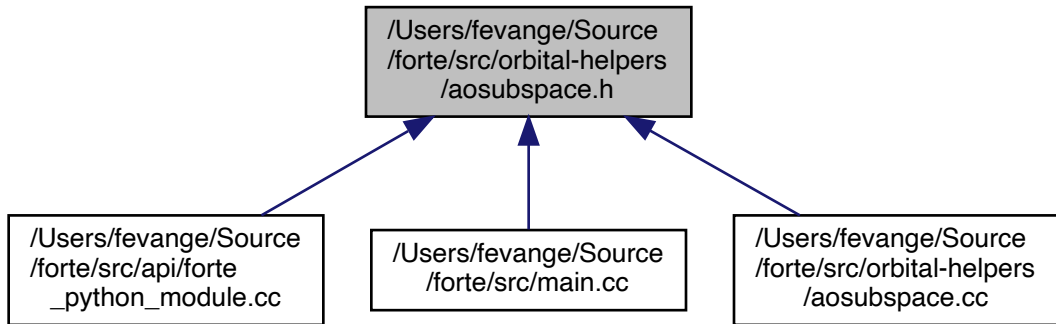 /Users/fevange/Source
/forte/src/orbital-helpers
/aosubspace.h
/Users/fevange/Source
/forte/src/api/forte
_python_module.cc
/Users/fevange/Source
/forte/src/main.cc
/Users/fevange/Source
/forte/src/orbital-helpers
/aosubspace.cc